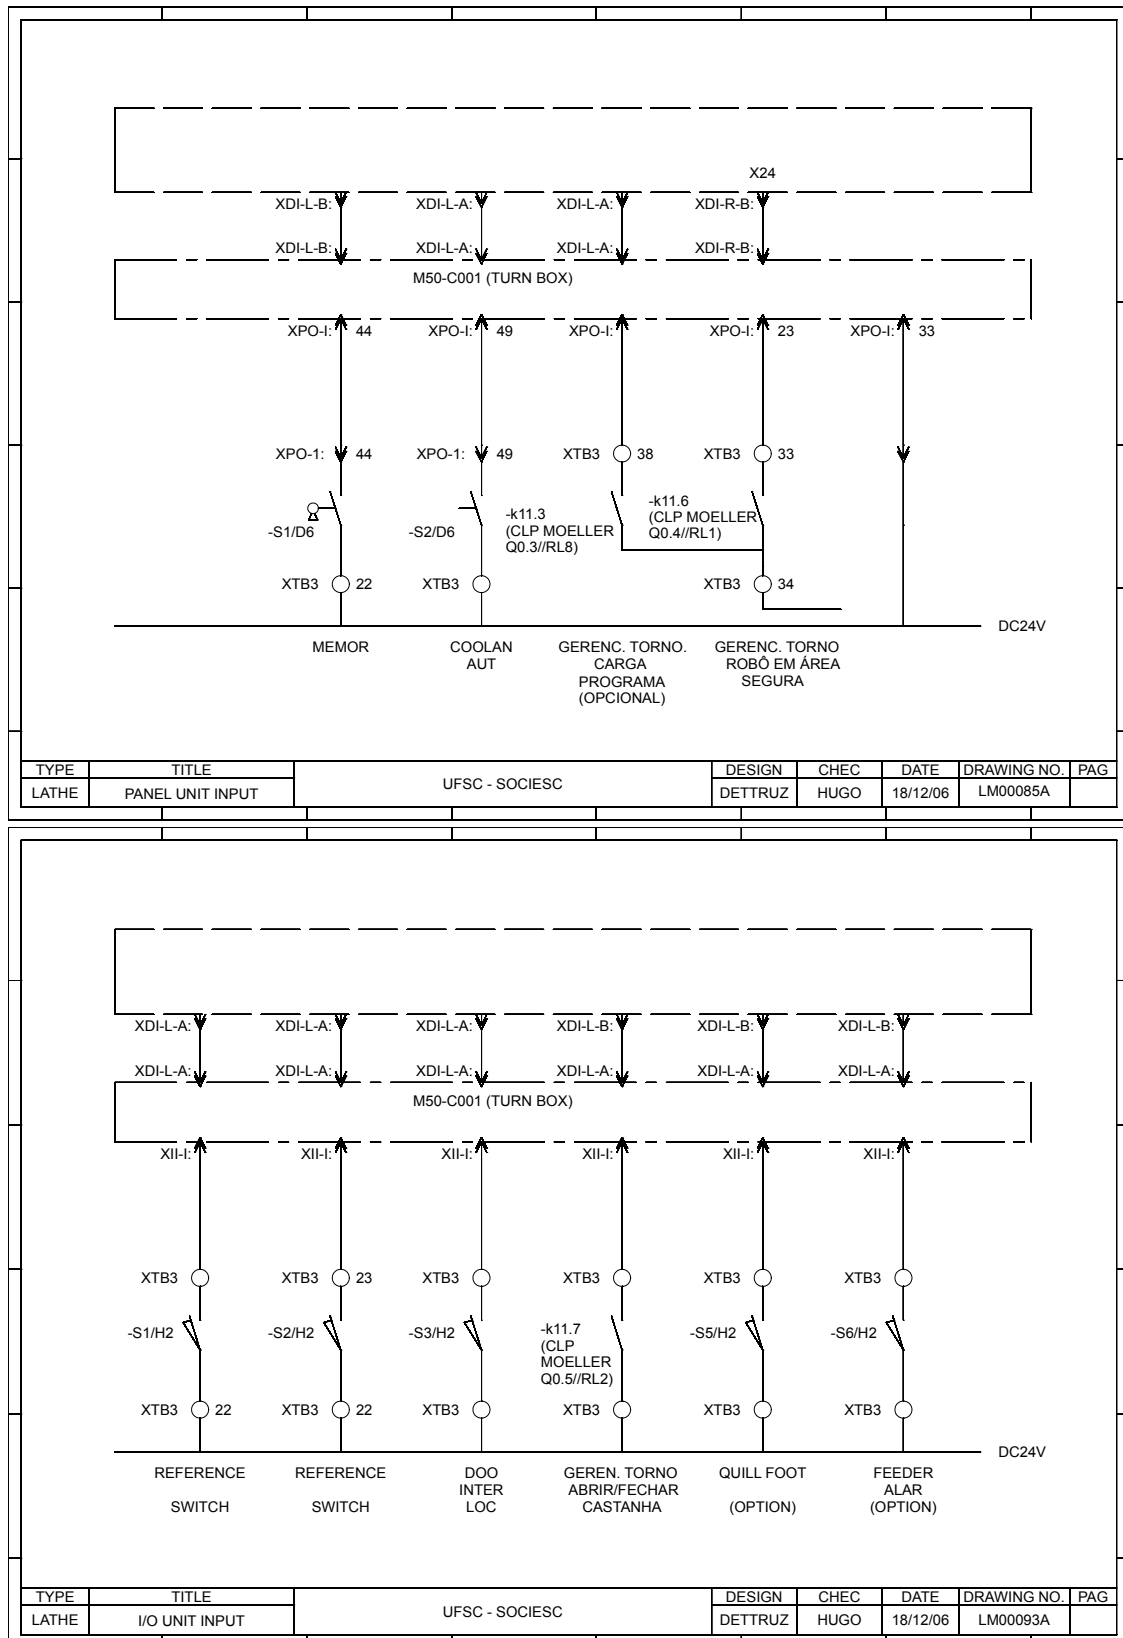 X24
XDI-L-B: XDI-L-A: XDI-L-A: XDI-R-B:
XDI-L-B: XDI-L-A: XDI-L-A: XDI-R-B:
M50-C001 (TURN BOX)
XPO-I: 44 XPO-I: 49 XPO-I: XPO-I: 23 XPO-I: 33
XPO-1: 44 XPO-1: 49 XTB3 38 XTB3 33
-S1/D6
-S2/D6
-k11.3
(CLP MOELLER
Q0.3//RL8)
-k11.6
(CLP MOELLER
Q0.4//RL1)
XTB3 22 XTB3 XTB3 34
DC24V
MEMOR
COOLAN
AUT
GERENC. TORNO.
CARGA
PROGRAMA
(OPCIONAL)
GERENC. TORNO
ROBÔ EM ÁREA
SEGURA
TYPE TITLE UFSC - SOCIESC DESIGN CHEC DATE DRAWING NO. PAG
LATHE PANEL UNIT INPUT DETTRUZ HUGO 18/12/06 LM00085A
XDI-L-A: XDI-L-A: XDI-L-A: XDI-L-B: XDI-L-B: XDI-L-B:
XDI-L-A: XDI-L-A: XDI-L-A: XDI-L-A: XDI-L-A: XDI-L-A:
M50-C001 (TURN BOX)
XII-I: XII-I: XII-I: XII-I: XII-I: XII-I:
XTB3 XTB3 23 XTB3 XTB3 XTB3 XTB3
-S1/H2 -S2/H2 -S3/H2
-k11.7
(CLP
MOELLER
Q0.5//RL2)
-S5/H2 -S6/H2
XTB3 22 XTB3 22 XTB3 XTB3 XTB3 XTB3
DC24V
REFERENCE
SWITCH
REFERENCE
SWITCH
DOO
INTER
LOC
GEREN. TORNO
ABRIR/FECHAR
CASTANHA
QUILL FOOT
(OPTION)
FEEDER
ALAR
(OPTION)
TYPE TITLE UFSC - SOCIESC DESIGN CHEC DATE DRAWING NO. PAG
LATHE I/O UNIT INPUT DETTRUZ HUGO 18/12/06 LM00093A